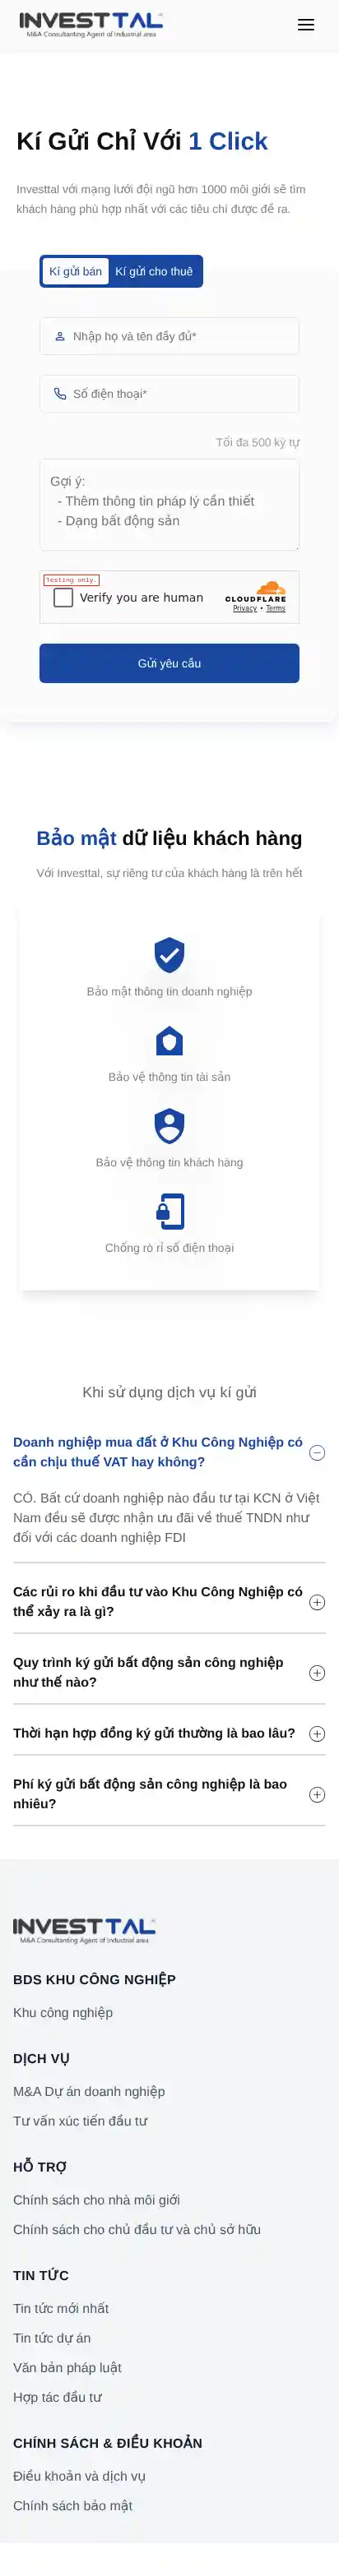 INVESTTAL
M&A Consultanting Agent of Industrial area
Kí Gửi Chỉ Với 1 Click
Investtal với mạng lưới đội ngũ hơn 1000 môi giới sẽ tìm
khách hàng phù hợp nhất với các tiêu chí được đề ra.
Kí gửi bán Kí gửi cho thuê
Nhập họ và tên đầy đủ*
Số điện thoại*
Tối đa 500 ký tự
Gợi ý:
- Thêm thông tin pháp lý cần thiết
- Dạng bất động sản
Testing only.
Verify you are human
CLOUDFLARE
Privacy • Terms
Gửi yêu cầu
Bảo mật dữ liệu khách hàng
Với Investtal, sự riêng tư của khách hàng là trên hết
Bảo mật thông tin doanh nghiệp
Bảo vệ thông tin tài sản
Bảo vệ thông tin khách hàng
Chống rò rỉ số điện thoại
Khi sử dụng dịch vụ kí gửi
Doanh nghiệp mua đất ở Khu Công Nghiệp có
cần chịu thuế VAT hay không?
CÓ. Bất cứ doanh nghiệp nào đầu tư tại KCN ở Việt
Nam đều sẽ được nhận ưu đãi về thuế TNDN như
đối với các doanh nghiệp FDI
Các rủi ro khi đầu tư vào Khu Công Nghiệp có
thể xảy ra là gì?
Quy trình ký gửi bất động sản công nghiệp
như thế nào?
Thời hạn hợp đồng ký gửi thường là bao lâu?
Phí ký gửi bất động sản công nghiệp là bao
nhiêu?
INVESTTAL
M&A Consultanting Agent of Industrial area
BDS KHU CÔNG NGHIỆP
Khu công nghiệp
DỊCH VỤ
M&A Dự án doanh nghiệp
Tư vấn xúc tiến đầu tư
HỖ TRỢ
Chính sách cho nhà môi giới
Chính sách cho chủ đầu tư và chủ sở hữu
TIN TỨC
Tin tức mới nhất
Tin tức dự án
Văn bản pháp luật
Hợp tác đầu tư
CHÍNH SÁCH & ĐIỀU KHOẢN
Điều khoản và dịch vụ
Chính sách bảo mật